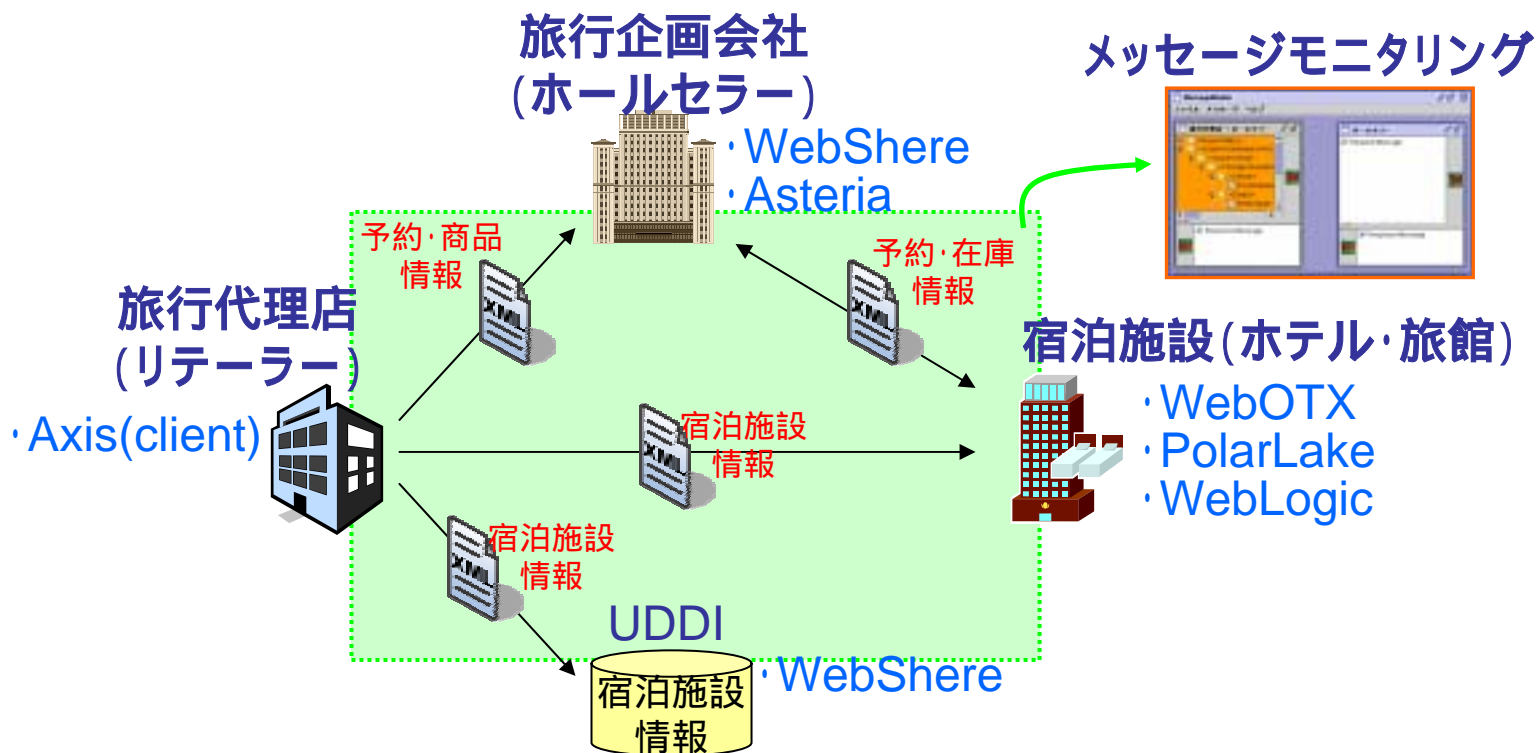 旅行企画会社
(ホールセラー)
メッセージモニタリング
・WebShere
・Asteria
予約・商品
情報
XML
予約・在庫
情報
XML
旅行代理店
(リテーラー)
宿泊施設(ホテル・旅館)
・Axis(client)
・WebOTX
・PolarLake
・WebLogic
宿泊施設
情報
XML
宿泊施設
情報
XML
UDDI
・WebShere
宿泊施設
情報